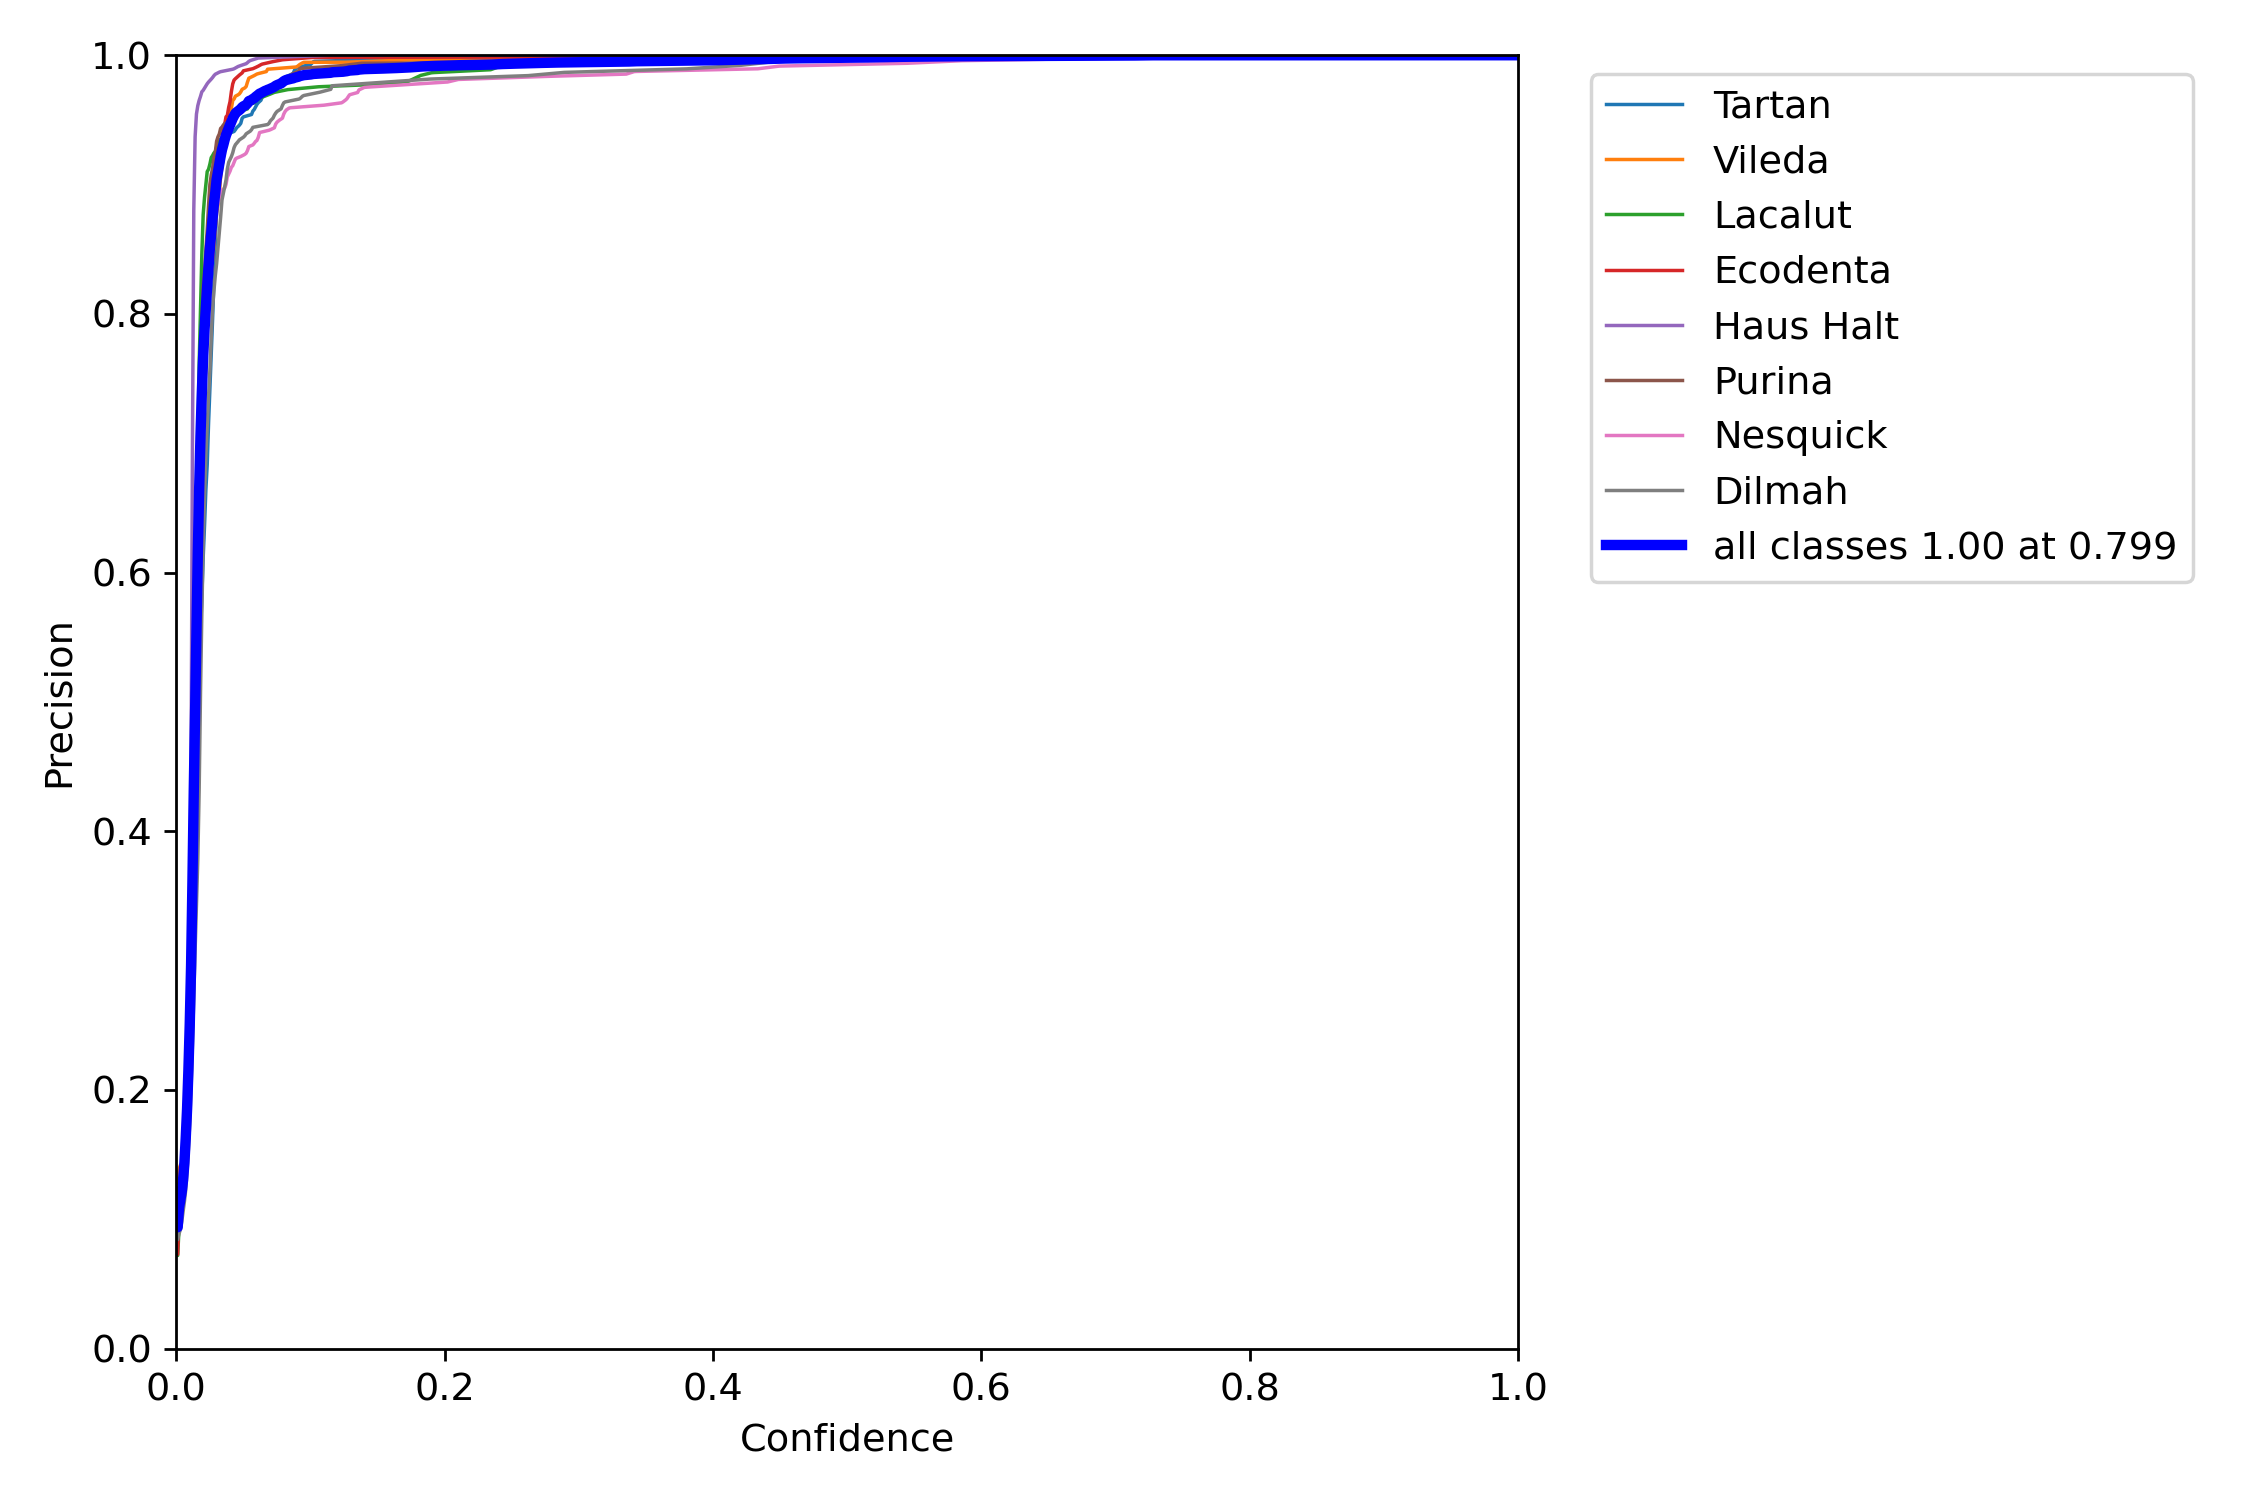 1.0
0.8
0.6
0.4
0.2
0.0
Precision
0.0 0.2 0.4 0.6 0.8 1.0
Confidence
Tartan
Vileda
Lacalut
Ecodenta
Haus Halt
Purina
Nesquick
Dilmah
all classes 1.00 at 0.799